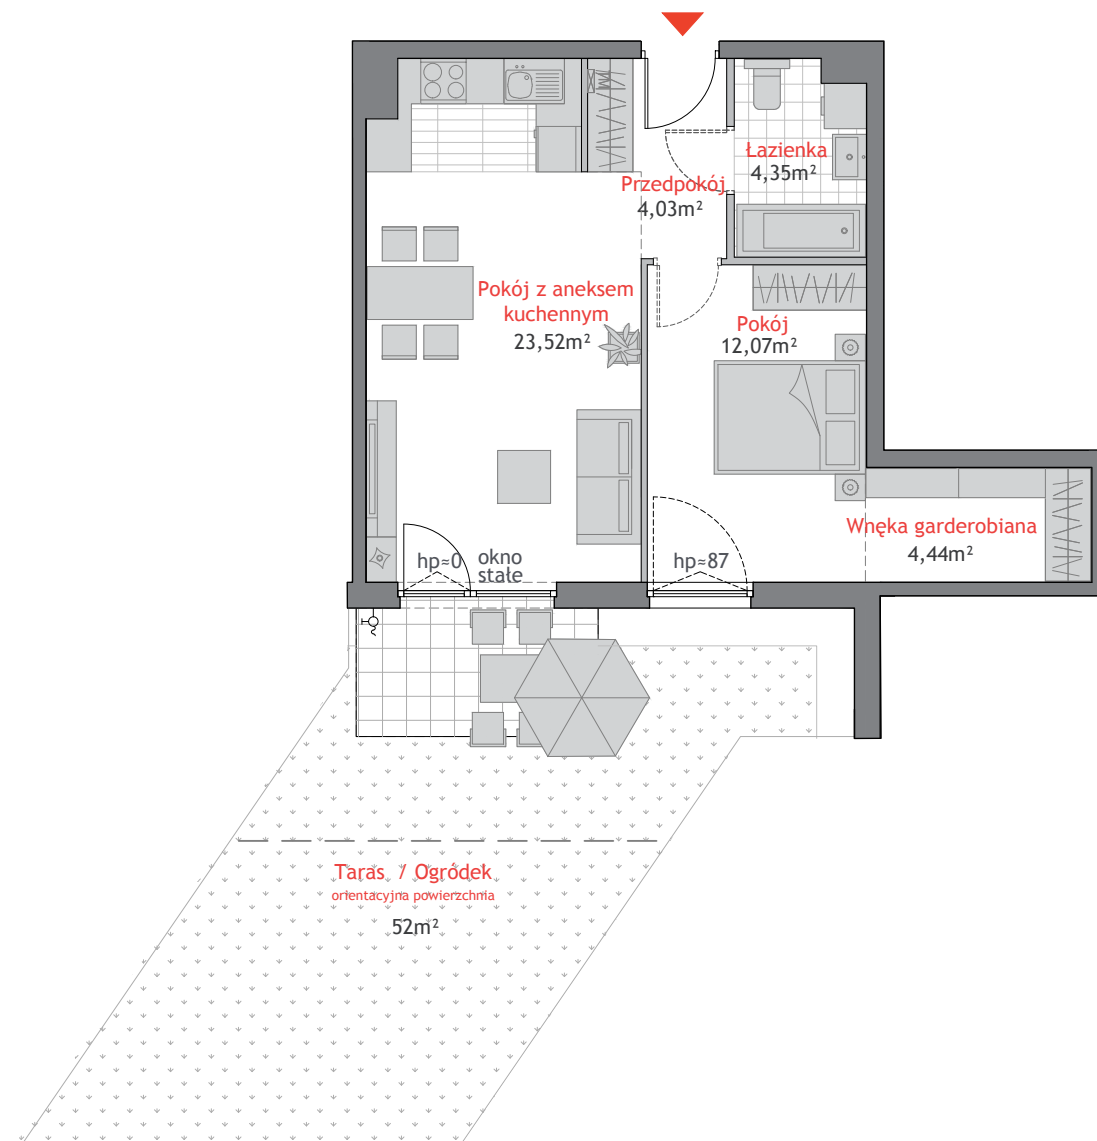 Łazienka
4,35m²
Przedpokój
4,03m²
Pokój z aneksem
kuchennym
23,52m²
Pokój
12,07m²
Wnęka garderobiana
4,44m²
hp≈0
okno
stałe
hp≈87
Taras / Ogródek
orientacyjna powierzchnia
52m²